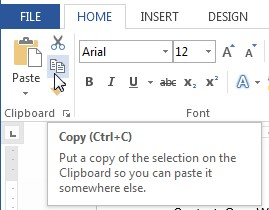 FILE HOME INSERT DESIGN
Arial 12 A A
Paste
B I U abc x₂ x² A
Clipboard Font
L
Copy (Ctrl+C)
Put a copy of the selection on the
Clipboard so you can paste it
somewhere else.